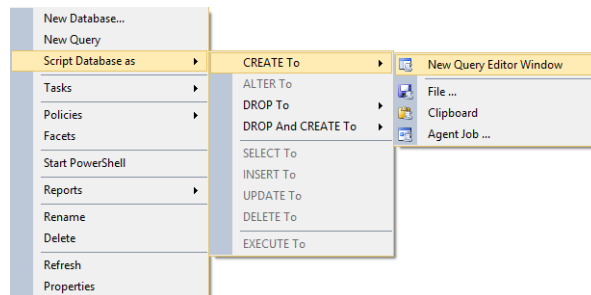 New Database...
New Query
Script Database as
Tasks
Policies
Facets
Start PowerShell
Reports
Rename
Delete
Refresh
Properties
CREATE To
ALTER To
DROP To
DROP And CREATE To
SELECT To
INSERT To
UPDATE To
DELETE To
EXECUTE To
New Query Editor Window
File ...
Clipboard
Agent Job ...